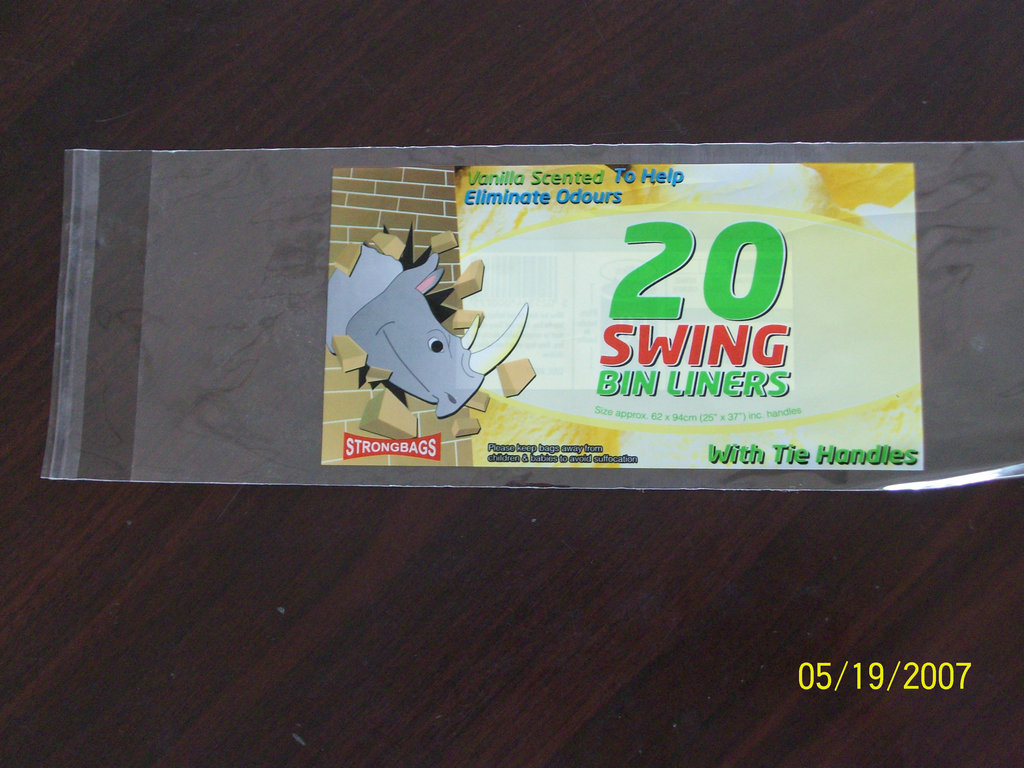 Vanilla Scented To Help
Eliminate Odours
20
SWING
BIN LINERS
Size approx. 62 x 94cm (25" x 37") inc. handles
STRONGBAGS
Please keep bags away from
children & babies to avoid suffocation
With Tie Handles
05/19/2007